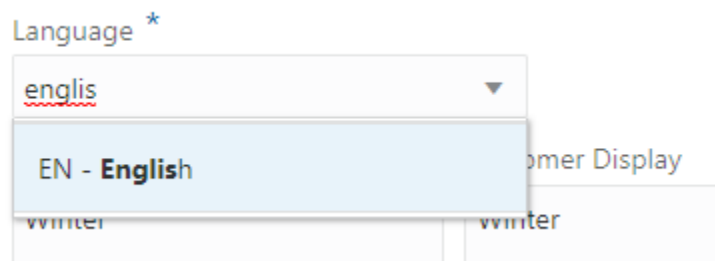 Language *
englis
EN - English
omer Display
Winter
Winter